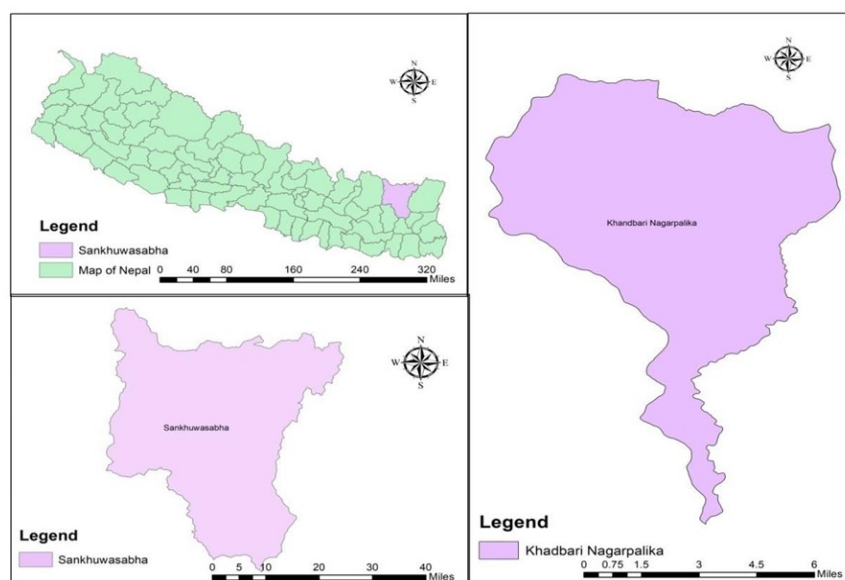 N
W E
S
Legend
Sankhuwasabha
Map of Nepal
0 40 80 160 240 320
Miles
N
W E
S
Sankhuwasabha
Legend
Sankhuwasabha
0 5 10 20 30 40
Miles
N
W E
S
Khandbari Nagarpalika
Legend
Khadbari Nagarpalika
0 0.75 1.5 3 4.5 6
Miles